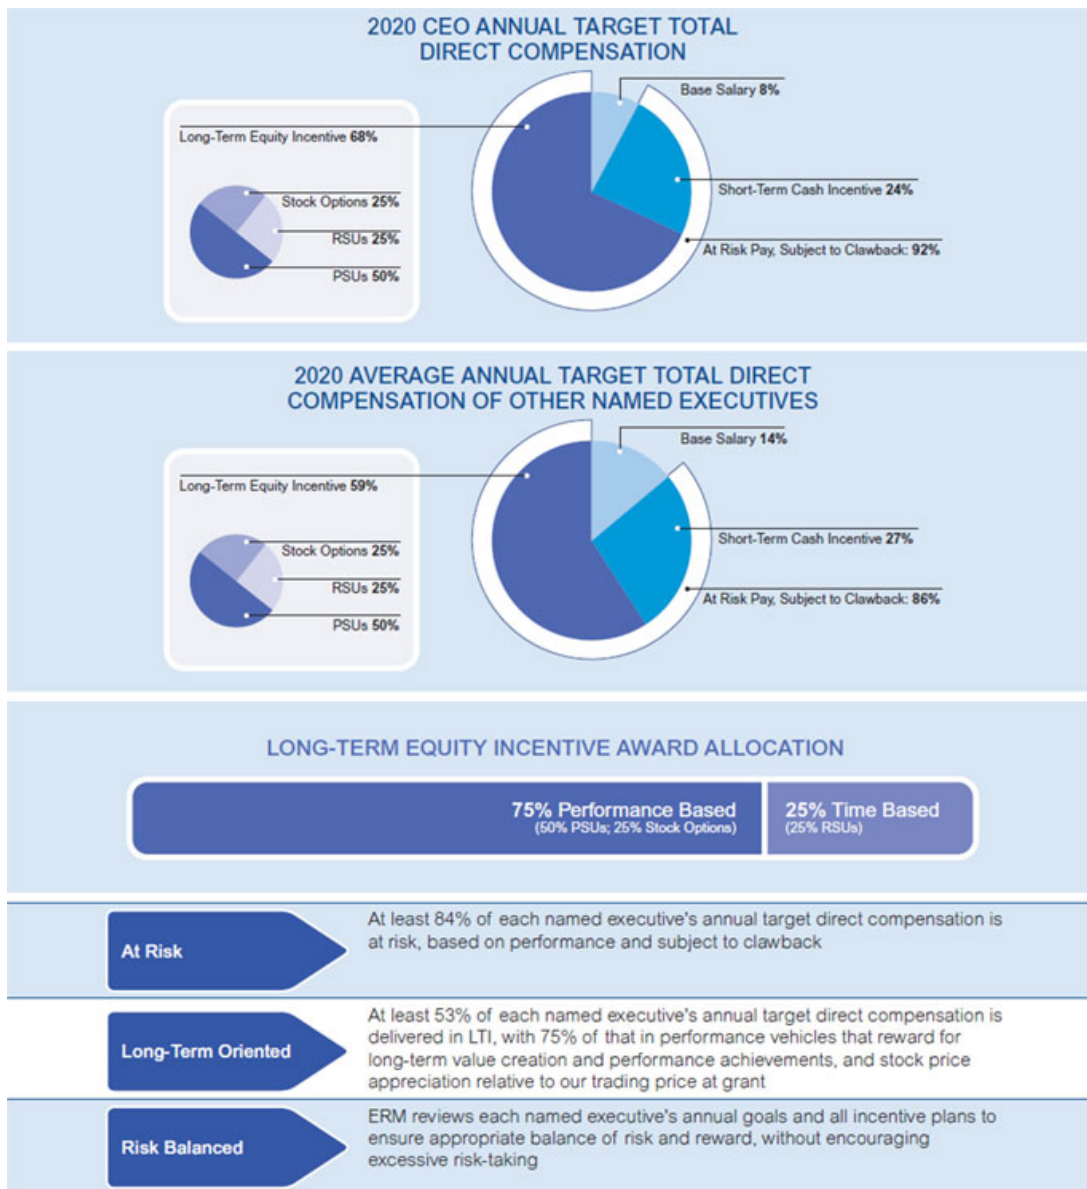 2020 CEO ANNUAL TARGET TOTAL
DIRECT COMPENSATION
Base Salary 8%
Long-Term Equity Incentive 68%
Short-Term Cash Incentive 24%
Stock Options 25%
RSUs 25%
At Risk Pay, Subject to Clawback: 92%
PSUs 50%
2020 AVERAGE ANNUAL TARGET TOTAL DIRECT
COMPENSATION OF OTHER NAMED EXECUTIVES
Base Salary 14%
Long-Term Equity Incentive 59%
Short-Term Cash Incentive 27%
Stock Options 25%
RSUs 25%
At Risk Pay, Subject to Clawback: 86%
PSUs 50%
LONG-TERM EQUITY INCENTIVE AWARD ALLOCATION
75% Performance Based
(50% PSUs; 25% Stock Options)
25% Time Based
(25% RSUs)
At Risk
At least 84% of each named executive's annual target direct compensation is
at risk, based on performance and subject to clawback
Long-Term Oriented
At least 53% of each named executive's annual target direct compensation is
delivered in LTI, with 75% of that in performance vehicles that reward for
long-term value creation and performance achievements, and stock price
appreciation relative to our trading price at grant
Risk Balanced
ERM reviews each named executive's annual goals and all incentive plans to
ensure appropriate balance of risk and reward, without encouraging
excessive risk-taking